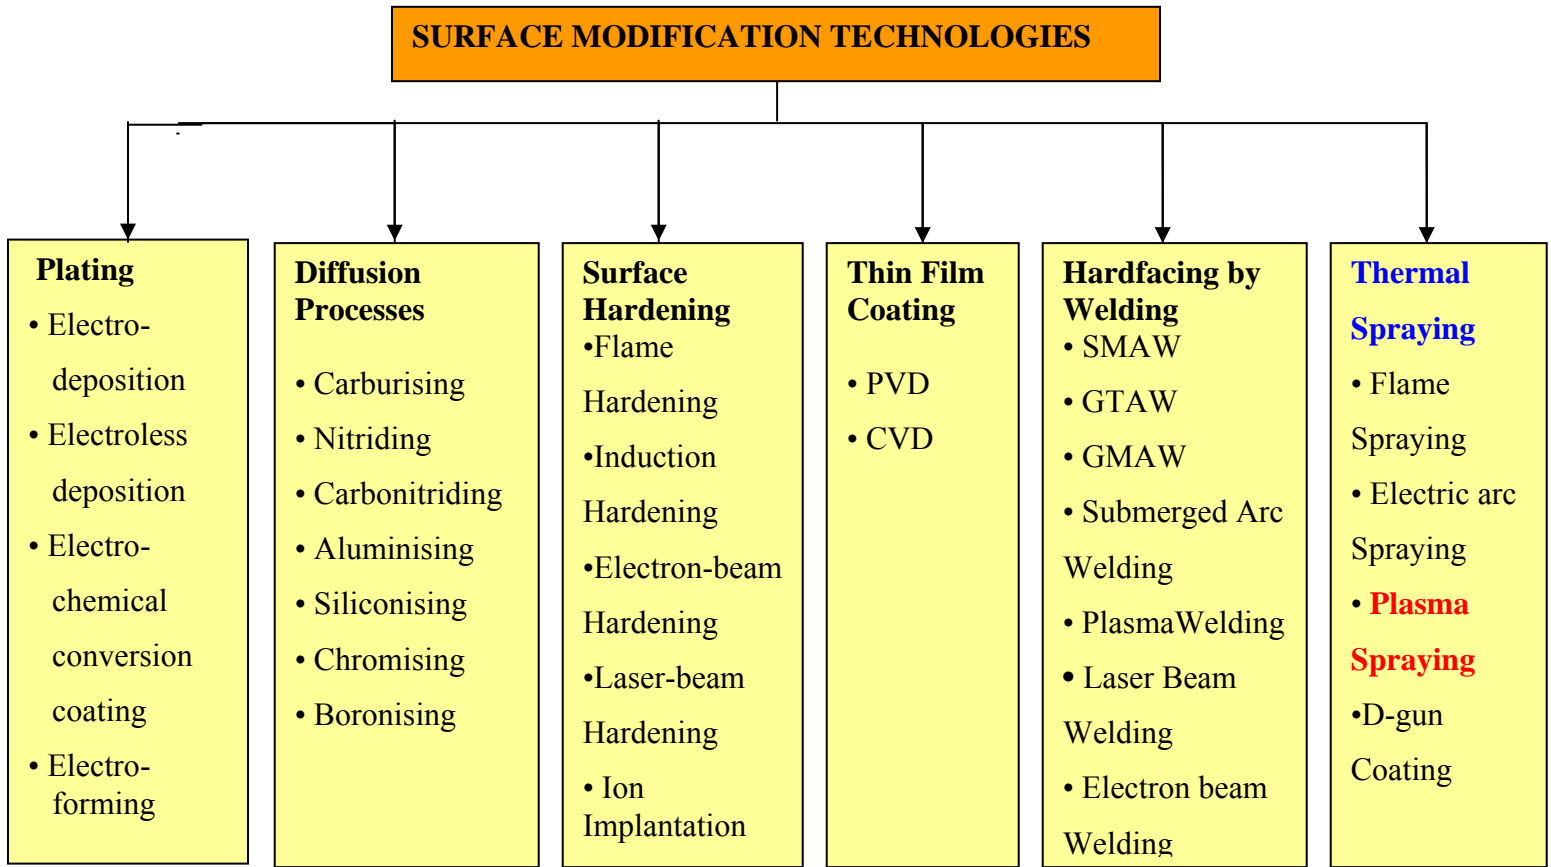 SURFACE MODIFICATION TECHNOLOGIES
Plating
• Electro-
deposition
• Electroless
deposition
• Electro-
chemical
conversion
coating
• Electro-
forming
Diffusion
Processes
• Carburising
• Nitriding
• Carbonitriding
• Aluminising
• Siliconising
• Chromising
• Boronising
Surface
Hardening
•Flame
Hardening
•Induction
Hardening
•Electron-beam
Hardening
•Laser-beam
Hardening
• Ion
Implantation
Thin Film
Coating
• PVD
• CVD
Hardfacing by
Welding
• SMAW
• GTAW
• GMAW
• Submerged Arc
Welding
• PlasmaWelding
• Laser Beam
Welding
• Electron beam
Welding
Thermal
Spraying
• Flame
Spraying
• Electric arc
Spraying
• Plasma
Spraying
•D-gun
Coating